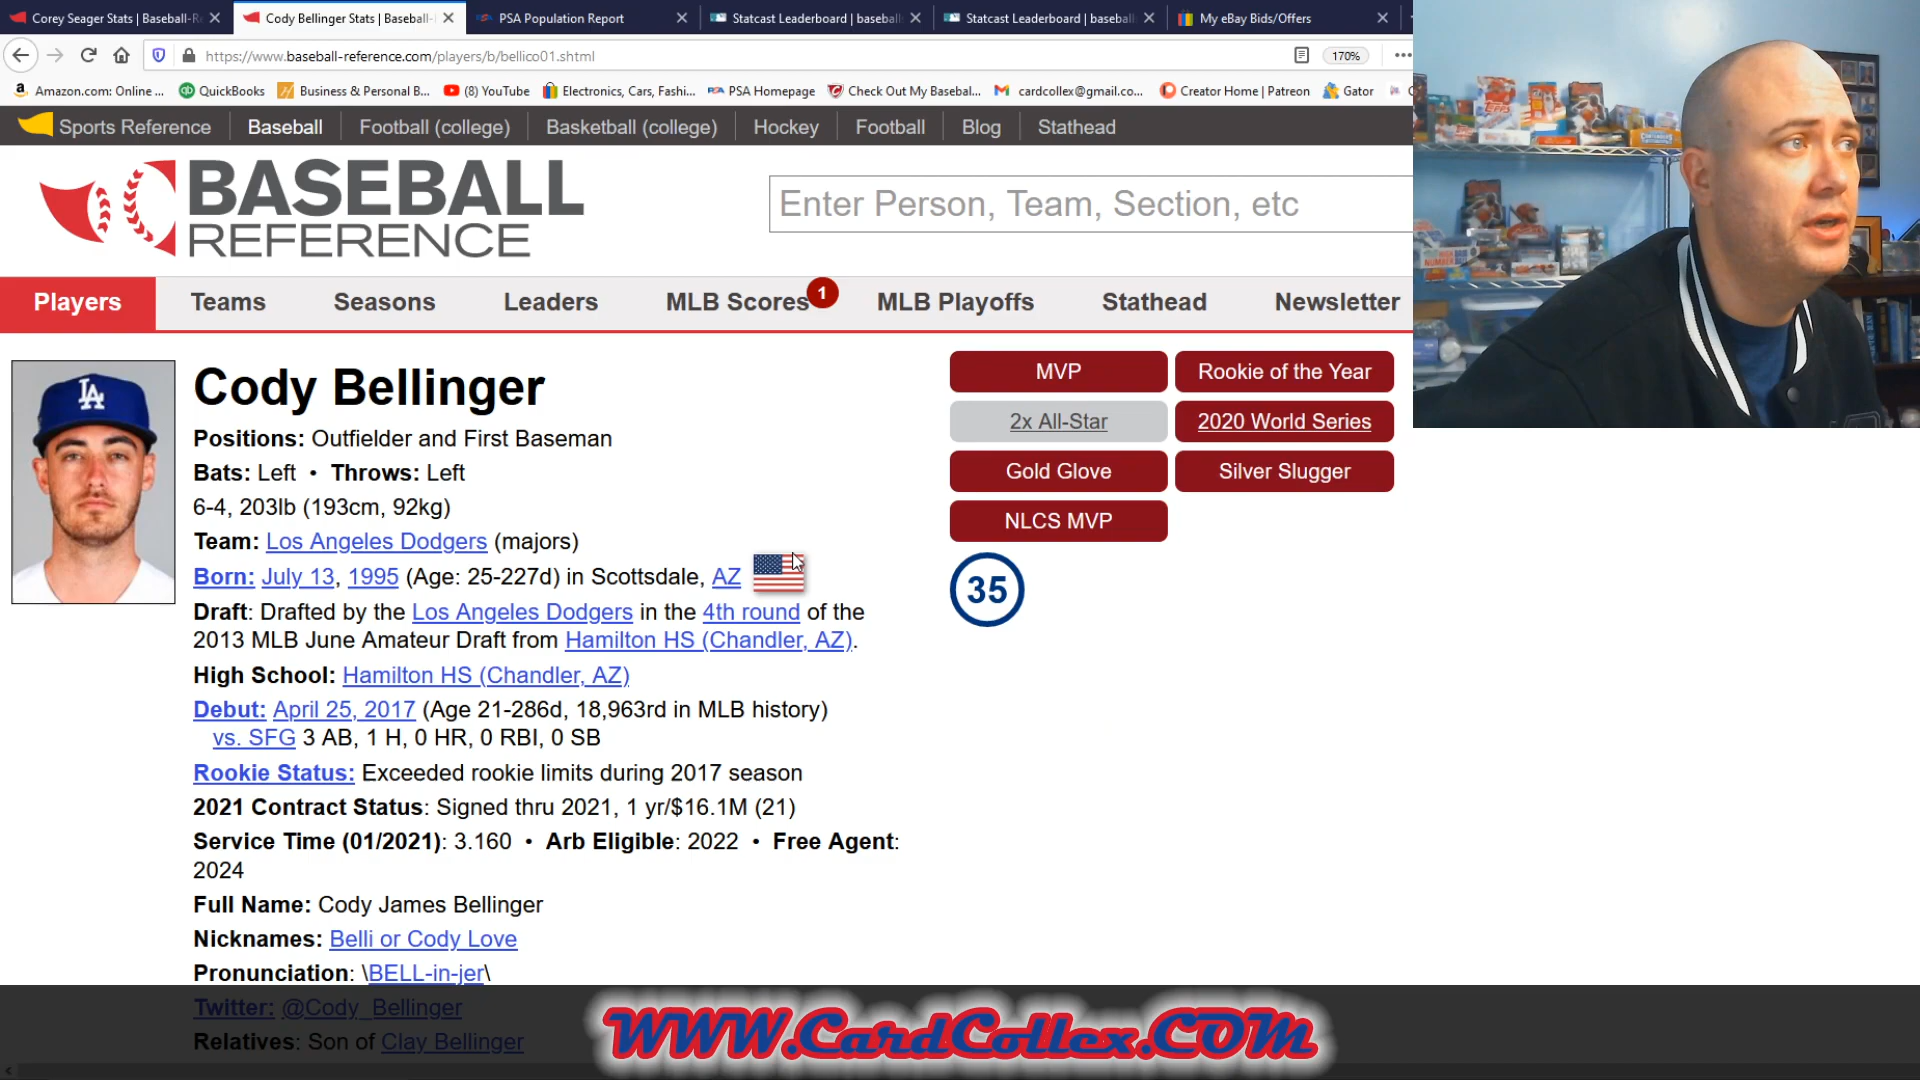 Corey Seager Stats | Baseball-Re
Cody Bellinger Stats | Baseball-
PSA Population Report
Statcast Leaderboard | baseball
Statcast Leaderboard | baseball
My eBay Bids/Offers
https://www.baseball-reference.com/players/b/bellico01.shtml
170%
Amazon.com: Online ...
QuickBooks
Business & Personal B...
(8) YouTube
Electronics, Cars, Fashi...
PSA Homepage
Check Out My Basebal...
cardcollex@gmail.co...
Creator Home | Patreon
Gator
Sports Reference
Baseball
Football (college)
Basketball (college)
Hockey
Football
Blog
Stathead
BASEBALL
REFERENCE
Enter Person, Team, Section, etc
Players
Teams
Seasons
Leaders
MLB Scores 1
MLB Playoffs
Stathead
Newsletter
LA
Cody Bellinger
Positions: Outfielder and First Baseman
Bats: Left • Throws: Left
6-4, 203lb (193cm, 92kg)
Team: Los Angeles Dodgers (majors)
Born: July 13, 1995 (Age: 25-227d) in Scottsdale, AZ
Draft: Drafted by the Los Angeles Dodgers in the 4th round of the
2013 MLB June Amateur Draft from Hamilton HS (Chandler, AZ).
High School: Hamilton HS (Chandler, AZ)
Debut: April 25, 2017 (Age 21-286d, 18,963rd in MLB history)
vs. SFG 3 AB, 1 H, 0 HR, 0 RBI, 0 SB
Rookie Status: Exceeded rookie limits during 2017 season
2021 Contract Status: Signed thru 2021, 1 yr/$16.1M (21)
Service Time (01/2021): 3.160 • Arb Eligible: 2022 • Free Agent:
2024
Full Name: Cody James Bellinger
Nicknames: Belli or Cody Love
Pronunciation: \BELL-in-jer\
Twitter: @Cody_Bellinger
Relatives: Son of Clay Bellinger
MVP
Rookie of the Year
2x All-Star
2020 World Series
Gold Glove
Silver Slugger
NLCS MVP
35
WWW.CardCollex.COM